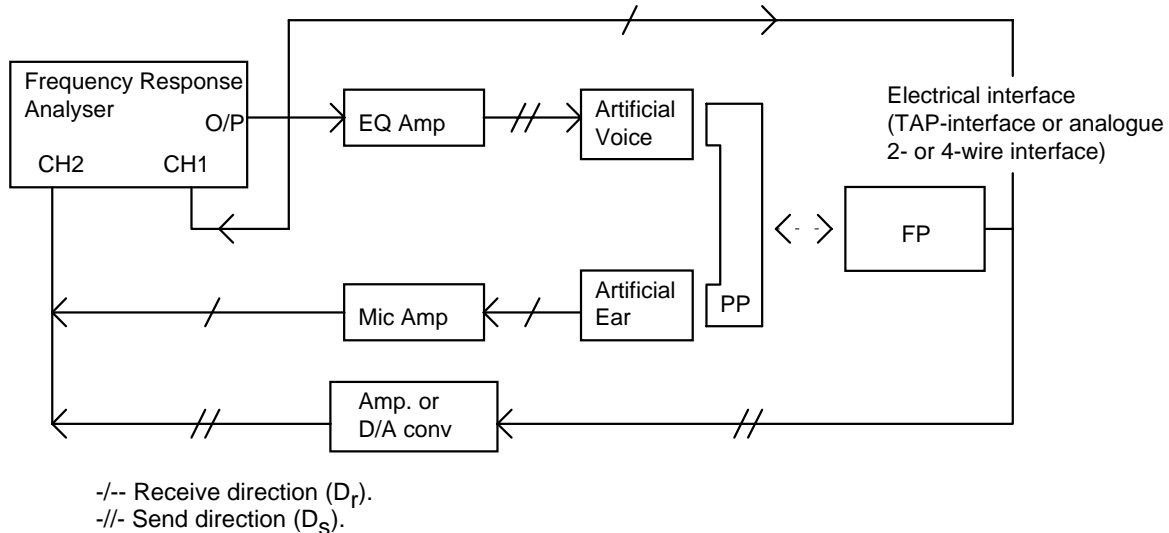 Frequency Response
Analyser
O/P
CH2
CH1
EQ Amp
Artificial
Voice
Electrical interface
(TAP-interface or analogue
2- or 4-wire interface)
FP
PP
Mic Amp
Artificial
Ear
Amp. or
D/A conv
-/-- Receive direction (Dr).
-//- Send direction (Ds).